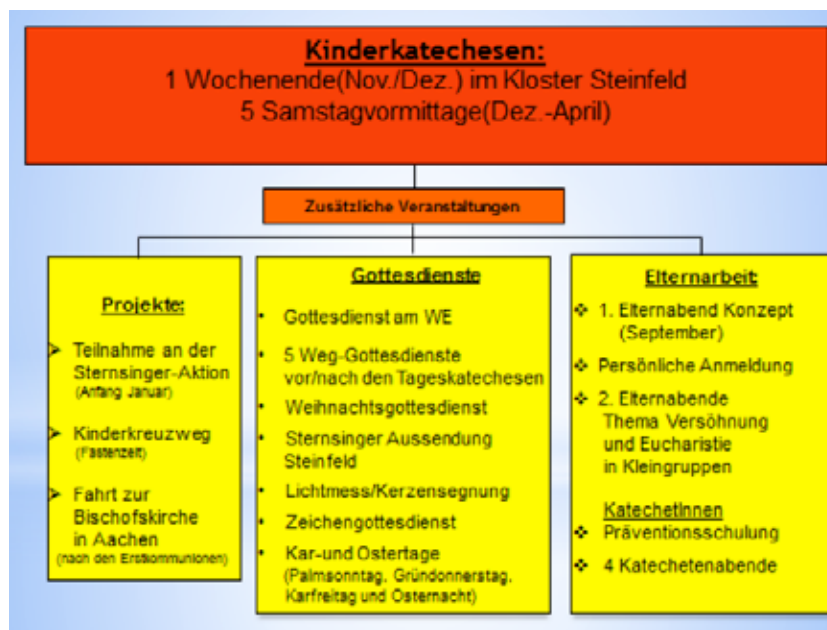 Kinderkatechesen:
1 Wochenende(Nov./Dez.) im Kloster Steinfeld
5 Samstagvormittage(Dez.-April)
Zusätzliche Veranstaltungen
Projekte:
Teilnahme an der
Sternsinger-Aktion
(Anfang Januar)
Kinderkreuzweg
(Fastenzeit)
Fahrt zur
Bischofskirche
in Aachen
(nach den Erstkommunionen)
Gottesdienste
Gottesdienst am WE
5 Weg-Gottesdienste
vor/nach den Tageskatechesen
Weihnachtsgottesdienst
Sternsinger Aussendung
Steinfeld
Lichtmess/Kerzensegnung
Zeichengottesdienst
Kar-und Ostertage
(Palmsonntag, Gründonnerstag,
Karfreitag und Osternacht)
Elternarbeit:
1. Elternabend Konzept
(September)
Persönliche Anmeldung
2. Elternabende
Thema Versöhnung
und Eucharistie
in Kleingruppen
KatechetInnen
Präventionsschulung
4 Katechetenabende